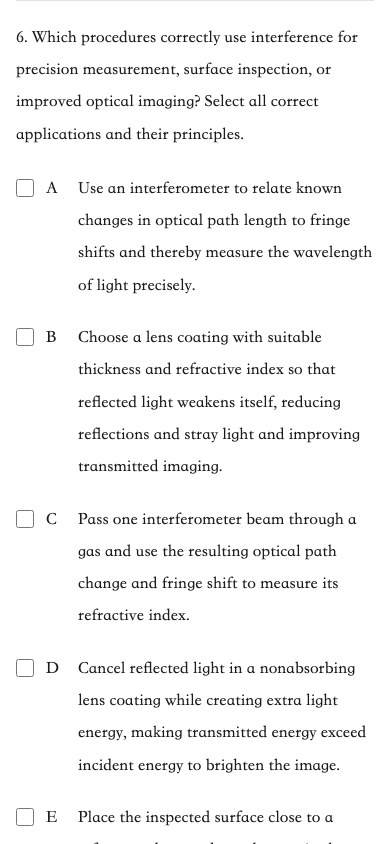 6. Which procedures correctly use interference for
precision measurement, surface inspection, or
improved optical imaging? Select all correct
applications and their principles.
A Use an interferometer to relate known
changes in optical path length to fringe
shifts and thereby measure the wavelength
of light precisely.
B Choose a lens coating with suitable
thickness and refractive index so that
reflected light weakens itself, reducing
reflections and stray light and improving
transmitted imaging.
C Pass one interferometer beam through a
gas and use the resulting optical path
change and fringe shift to measure its
refractive index.
D Cancel reflected light in a nonabsorbing
lens coating while creating extra light
energy, making transmitted energy exceed
incident energy to brighten the image.
E Place the inspected surface close to a